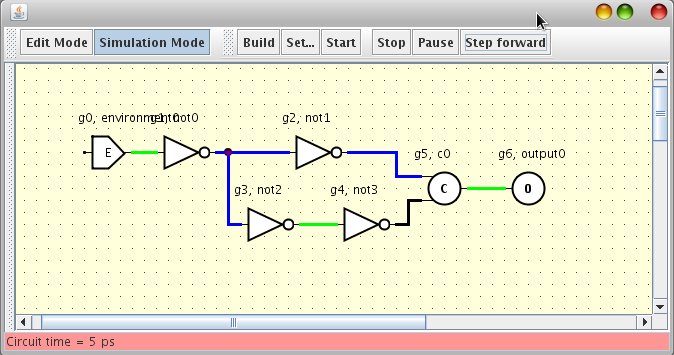 Edit Mode Simulation Mode Build Set... Start Stop Pause Step forward
g0, environment0 g1, not0 g2, not1
E
g5, c0 g6, output0
g3, not2 g4, not3
C O
Circuit time = 5 ps